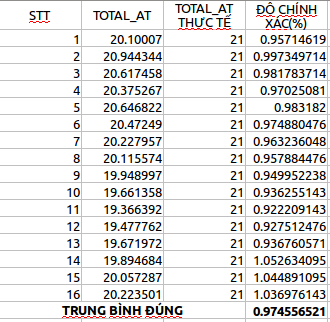 STT TOTAL_AT TOTAL_AT THỰC TẾ ĐỘ CHÍNH XÁC(%)
1 20.10007 21 0.95714619
2 20.944344 21 0.997349714
3 20.617458 21 0.981783714
4 20.375267 21 0.97025081
5 20.646822 21 0.983182
6 20.47249 21 0.974880476
7 20.227957 21 0.963236048
8 20.115574 21 0.957884476
9 19.948997 21 0.949952238
10 19.661358 21 0.936255143
11 19.366392 21 0.922209143
12 19.477762 21 0.927512476
13 19.671972 21 0.936760571
14 19.894684 21 1.052634095
15 20.057287 21 1.044891095
16 20.223501 21 1.036976143
TRUNG BÌNH ĐÚNG 0.974556521